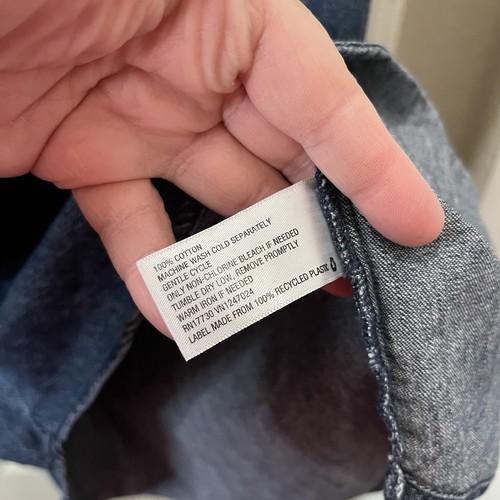 100% COTTON
MACHINE WASH COLD SEPARATELY
GENTLE CYCLE
ONLY NON-CHLORINE BLEACH IF NEEDED
TUMBLE DRY LOW, REMOVE PROMPTLY
WARM IRON IF NEEDED
RN17730 VN1247024
LABEL MADE FROM 100% RECYCLED PLASTIC